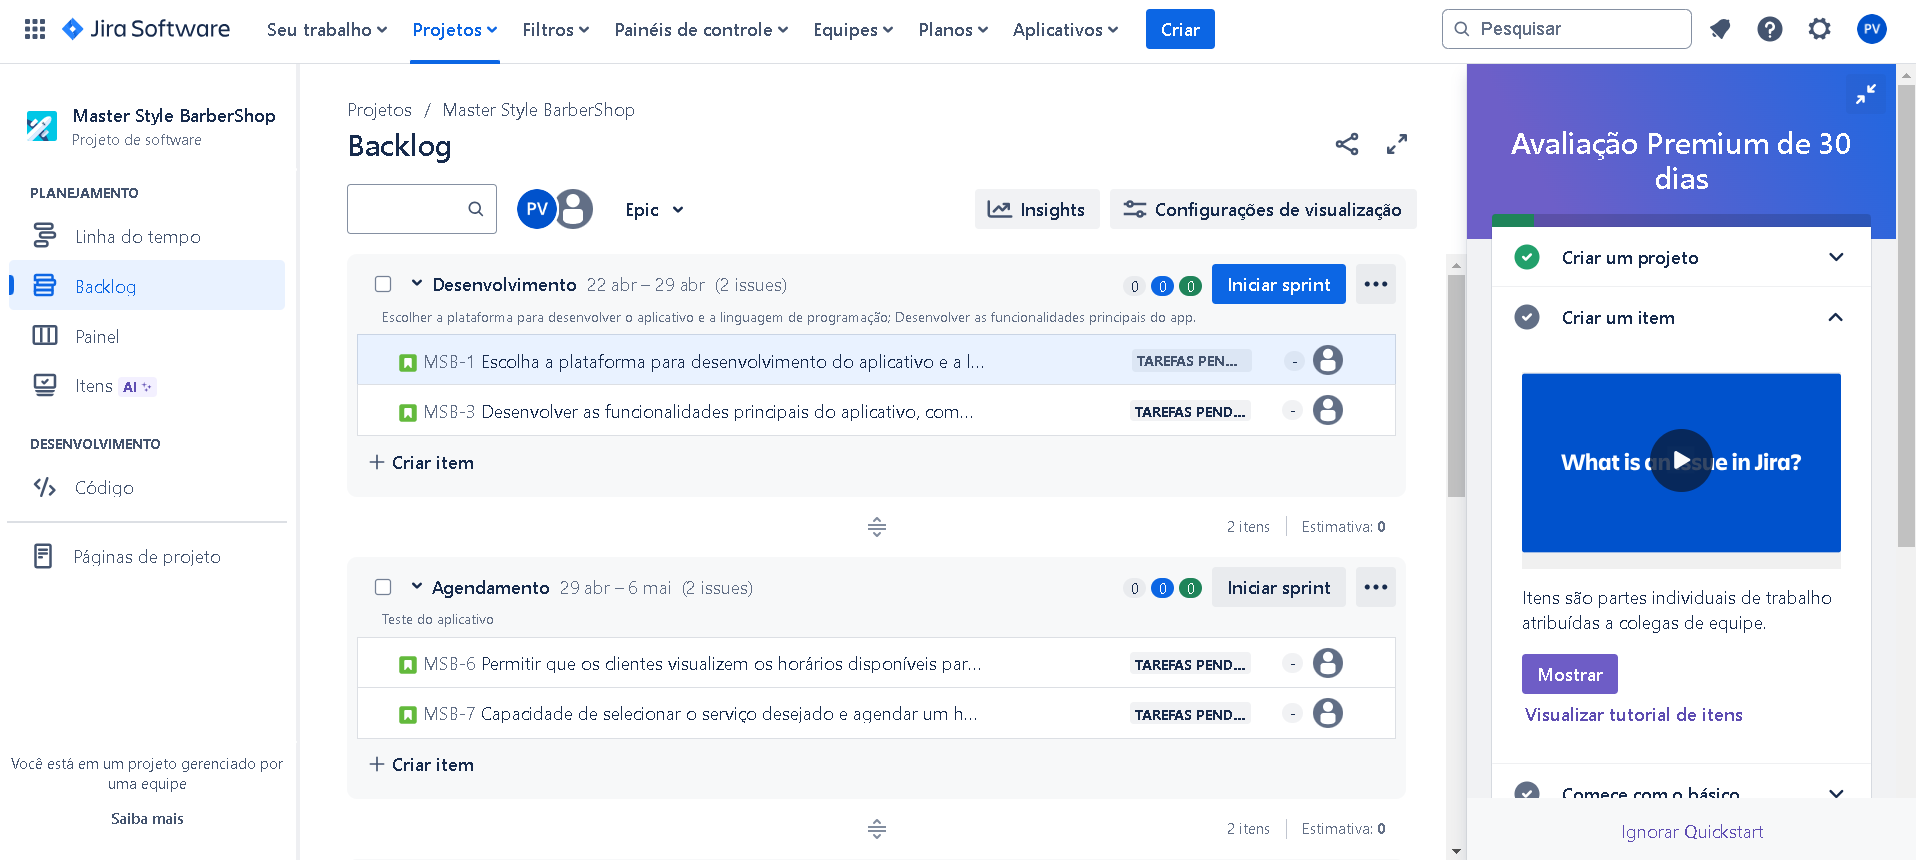 Jira Software
Seu trabalho
Projetos
Filtros
Painéis de controle
Equipes
Planos
Aplicativos
Criar
Pesquisar
PV
Master Style BarberShop
Projeto de software
PLANEJAMENTO
Linha do tempo
Backlog
Painel
Itens AI
DESENVOLVIMENTO
Código
Páginas de projeto
Você está em um projeto gerenciado por
uma equipe
Saiba mais
Projetos / Master Style BarberShop
Backlog
PV
Epic
Insights
Configurações de visualização
Desenvolvimento 22 abr – 29 abr (2 issues)
0 0 0
Iniciar sprint
Escolher a plataforma para desenvolver o aplicativo e a linguagem de programação; Desenvolver as funcionalidades principais do app.
MSB-1 Escolha a plataforma para desenvolvimento do aplicativo e a l... TAREFAS PEN... -
MSB-3 Desenvolver as funcionalidades principais do aplicativo, com... TAREFAS PEND... -
+ Criar item
2 itens Estimativa: 0
Agendamento 29 abr – 6 mai (2 issues)
0 0 0
Iniciar sprint
Teste do aplicativo
MSB-6 Permitir que os clientes visualizem os horários disponíveis par... TAREFAS PEND... -
MSB-7 Capacidade de selecionar o serviço desejado e agendar um h... TAREFAS PEND... -
+ Criar item
2 itens Estimativa: 0
Avaliação Premium de 30
dias
Criar um projeto
Criar um item
What is an issue in Jira?
Itens são partes individuais de trabalho
atribuídas a colegas de equipe.
Mostrar
Visualizar tutorial de itens
Comece com o básico
Ignorar Quickstart